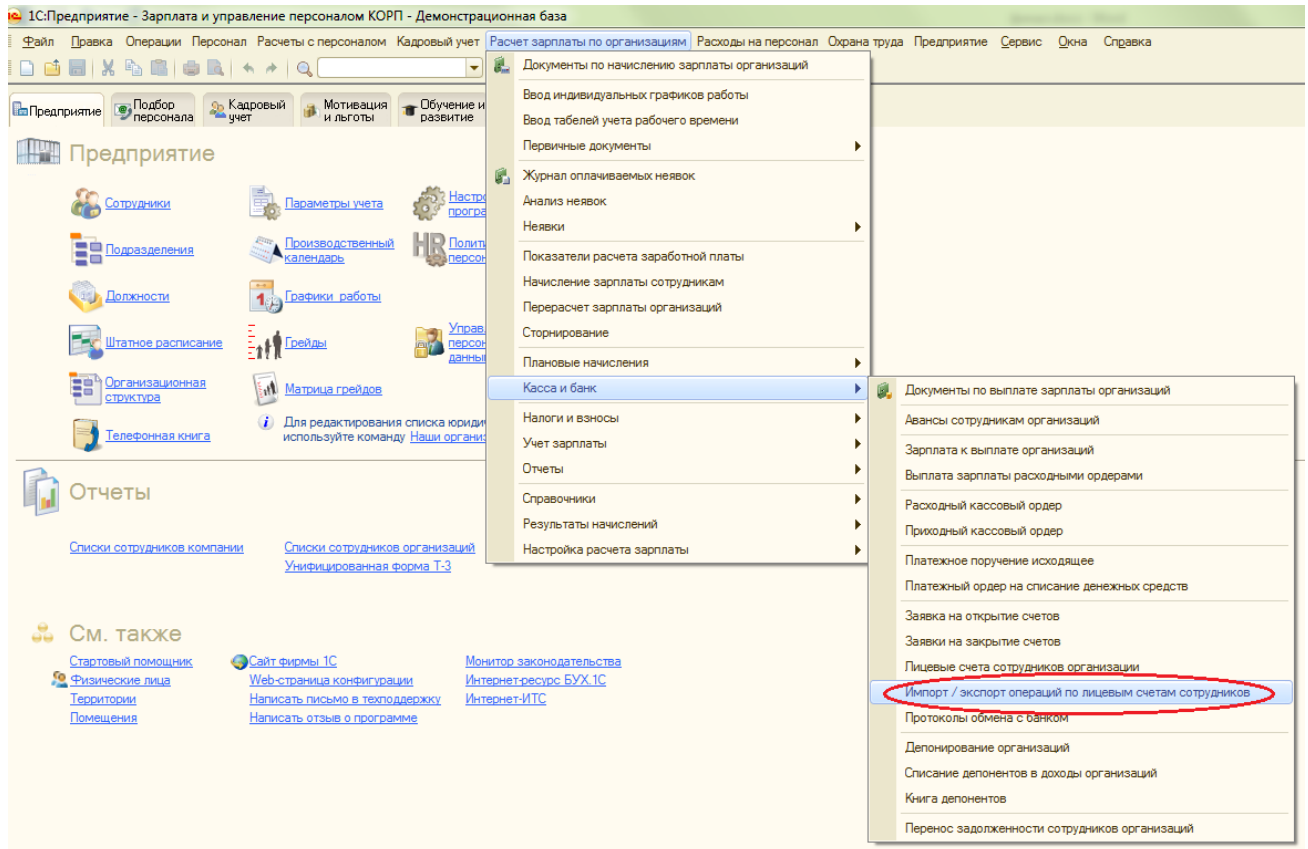 1С:Предприятие - Зарплата и управление персоналом КОРП - Демонстрационная база
Файл Правка Операции Персонал Расчеты с персоналом Кадровый учет Расчет зарплаты по организациям Расходы на персонал Охрана труда Предприятие Сервис Окна Справка
Предприятие
Подбор
персонала
Кадровый
учет
Мотивация
и льготы
Обучение и
развитие
Предприятие
Сотрудники
Параметры учета
Настро
програ
Подразделения
Производственный
календарь
Полити
персон
Должности
Графики работы
Штатное расписание
Грейды
Управ.
персон
данны
Организационная
структура
Матрица грейдов
Телефонная книга
Для редактирования списка юриди
используйте команду Наши организ
Отчеты
Списки сотрудников компании
Списки сотрудников организаций
Унифицированная форма Т-3
См. также
Стартовый помощник
Сайт фирмы 1С
Монитор законодательства
Физические лица
Web-страница конфигурации
Интернет-ресурс БУХ.1С
Территории
Написать письмо в техподдержку
Интернет-ИТС
Помещения
Написать отзыв о программе
Документы по начислению зарплаты организаций
Ввод индивидуальных графиков работы
Ввод табелей учета рабочего времени
Первичные документы
Журнал оплачиваемых неявок
Анализ неявок
Неявки
Показатели расчета заработной платы
Начисление зарплаты сотрудникам
Перерасчет зарплаты организаций
Сторнирование
Плановые начисления
Касса и банк
Налоги и взносы
Учет зарплаты
Отчеты
Справочники
Результаты начислений
Настройка расчета зарплаты
Документы по выплате зарплаты организаций
Авансы сотрудникам организаций
Зарплата к выплате организаций
Выплата зарплаты расходными ордерами
Расходный кассовый ордер
Приходный кассовый ордер
Платежное поручение исходящее
Платежный ордер на списание денежных средств
Заявка на открытие счетов
Заявки на закрытие счетов
Лицевые счета сотрудников организации
Импорт / экспорт операций по лицевым счетам сотрудников
Протоколы обмена с банком
Депонирование организаций
Списание депонентов в доходы организаций
Книга депонентов
Перенос задолженности сотрудников организаций